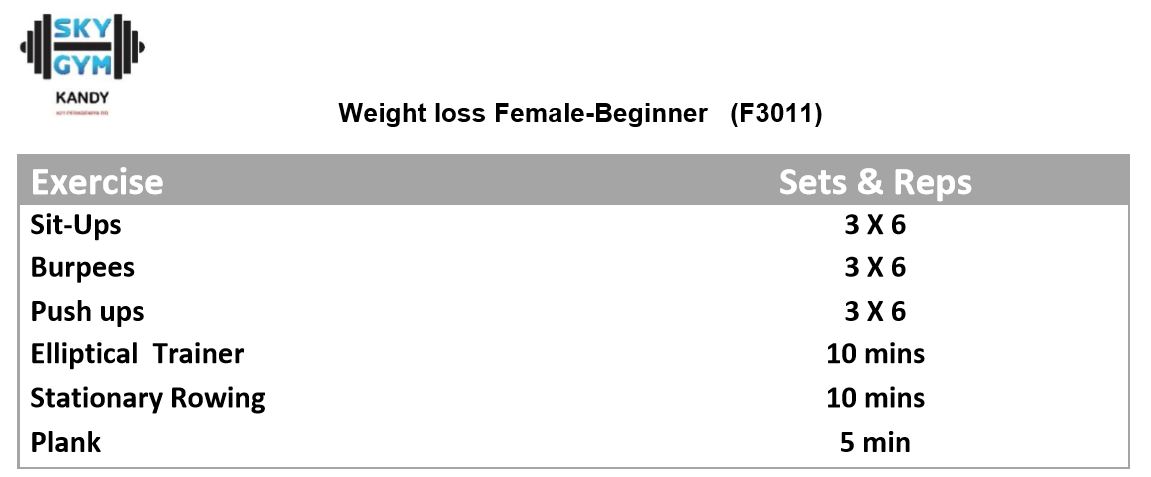 SKY
GYM
KANDY
Weight loss Female-Beginner (F3011)
Exercise Sets & Reps
Sit-Ups 3 X 6
Burpees 3 X 6
Push ups 3 X 6
Elliptical Trainer 10 mins
Stationary Rowing 10 mins
Plank 5 min